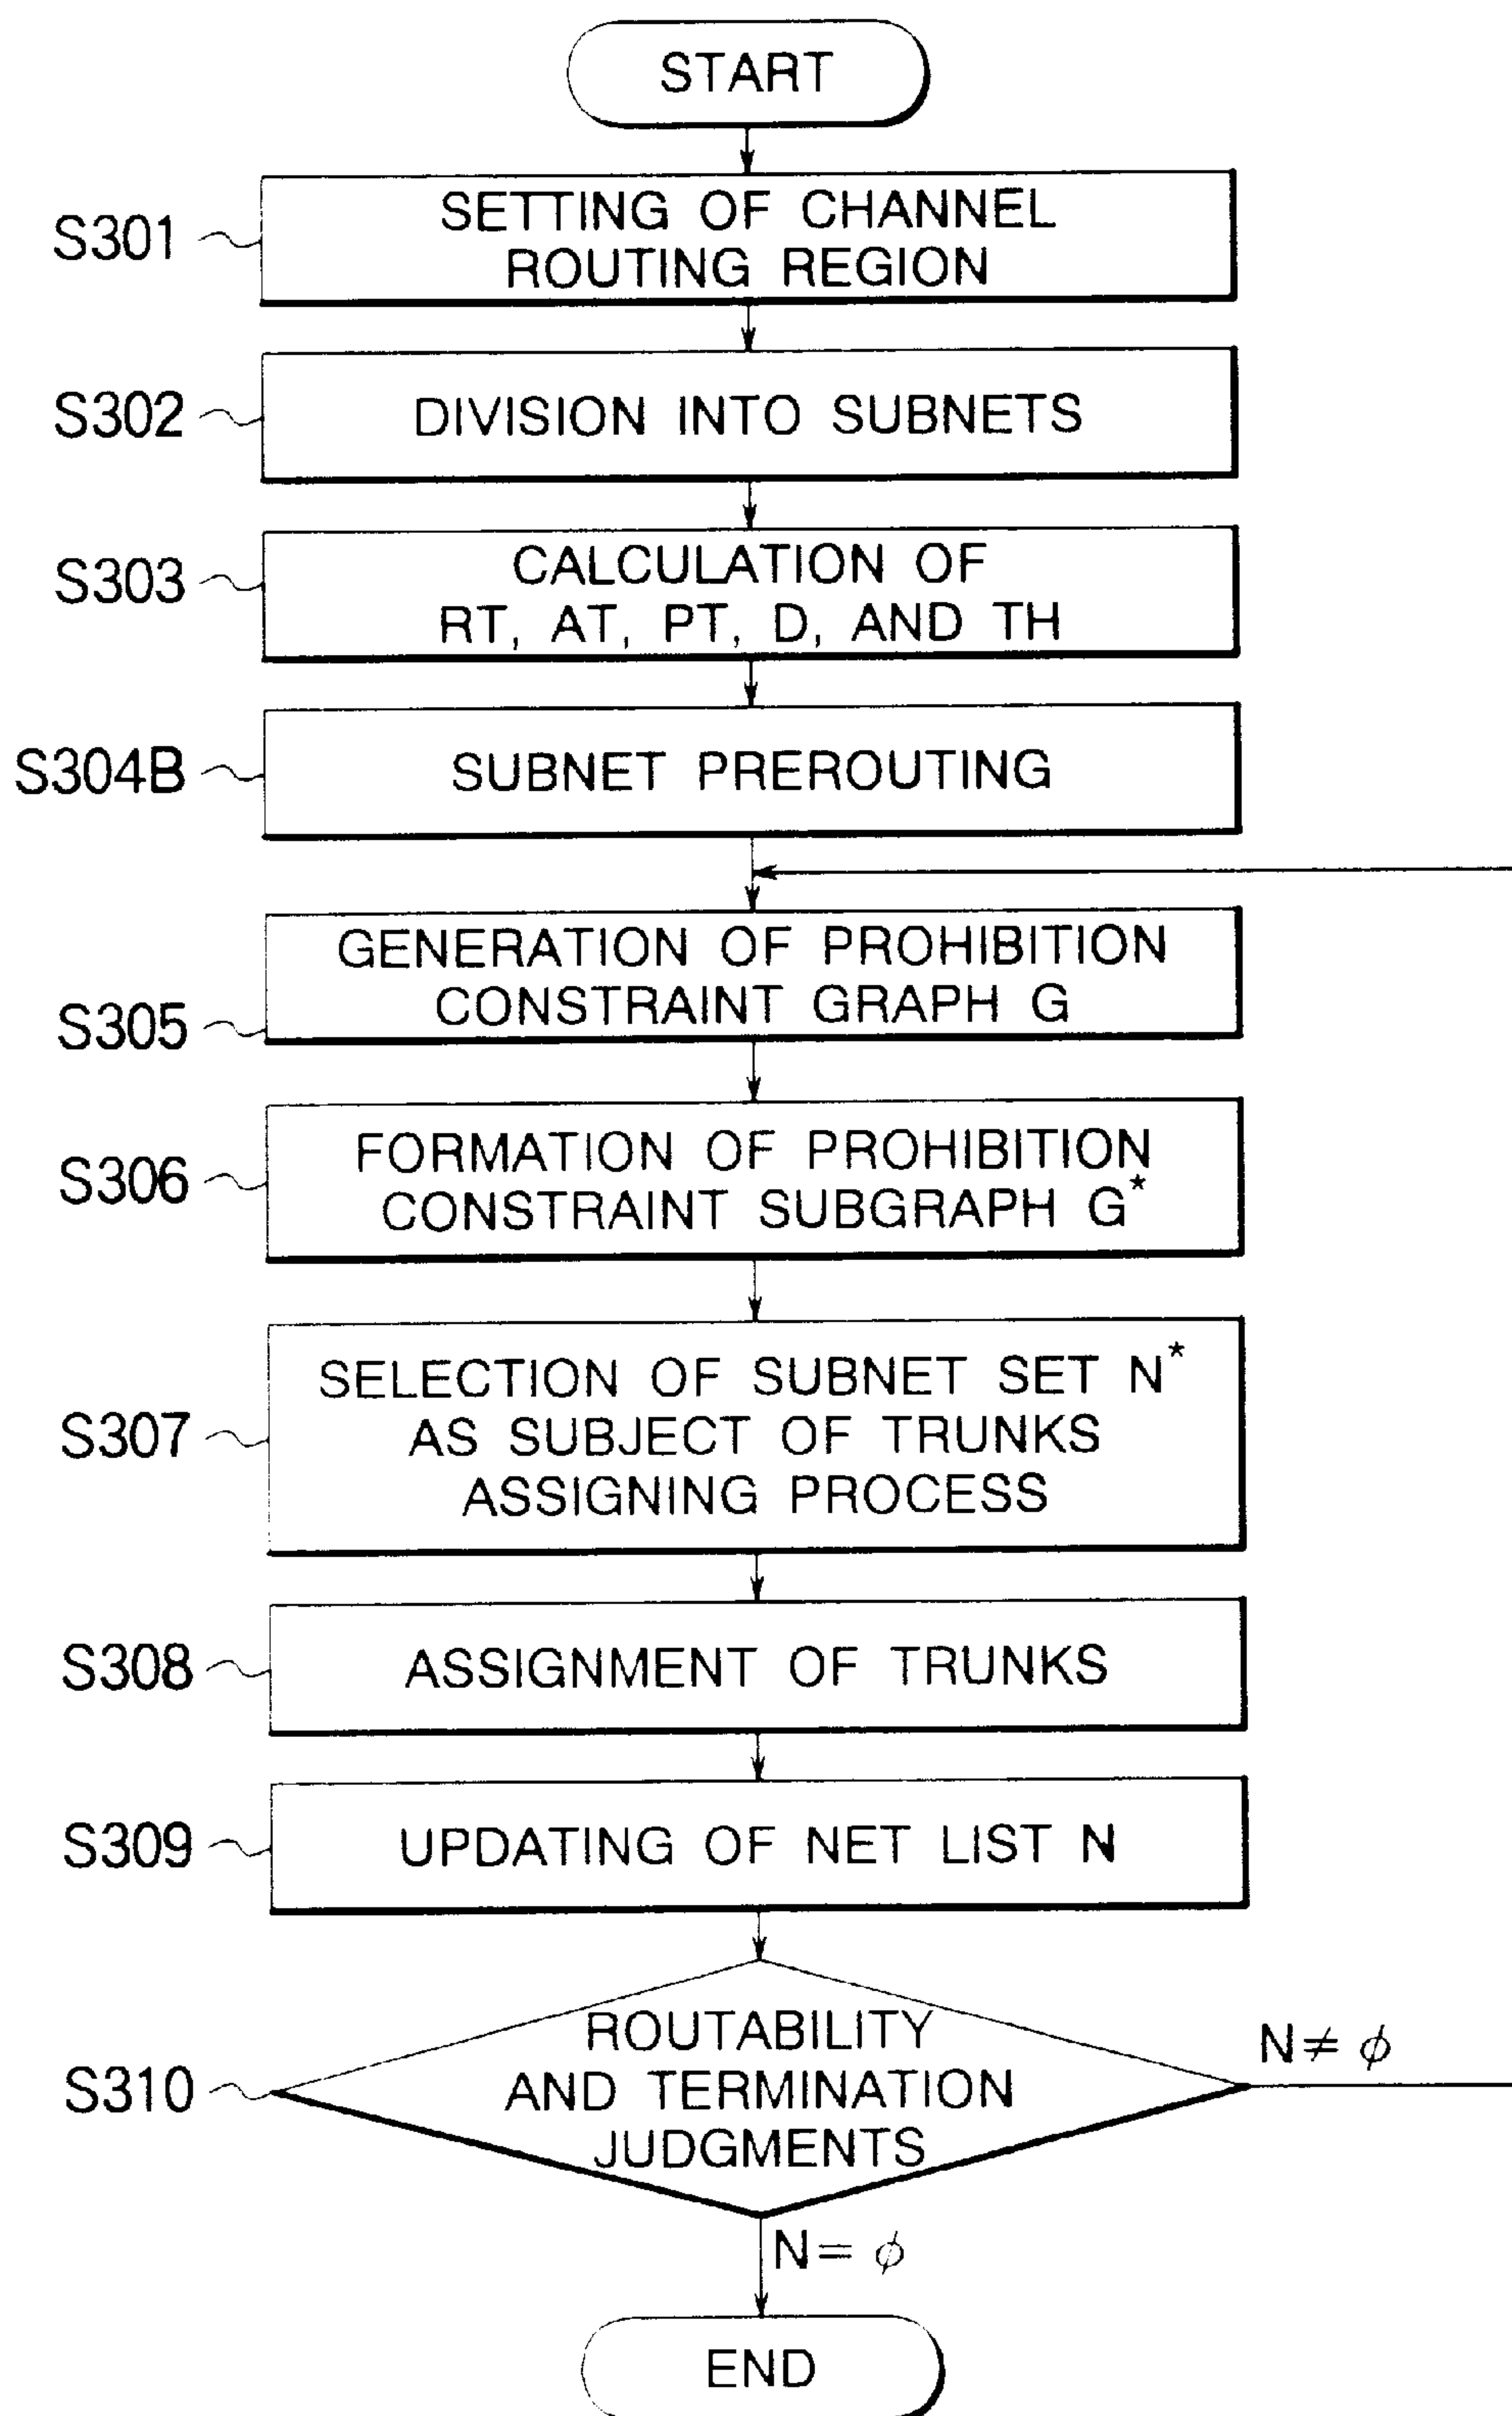 START
S301
SETTING OF CHANNEL
ROUTING REGION
S302
DIVISION INTO SUBNETS
S303
CALCULATION OF
RT, AT, PT, D, AND TH
S304B
SUBNET PREROUTING
S305
GENERATION OF PROHIBITION
CONSTRAINT GRAPH G
S306
FORMATION OF PROHIBITION
CONSTRAINT SUBGRAPH G*
S307
SELECTION OF SUBNET SET N*
AS SUBJECT OF TRUNKS
ASSIGNING PROCESS
S308
ASSIGNMENT OF TRUNKS
S309
UPDATING OF NET LIST N
S310
ROUTABILITY
AND TERMINATION
JUDGMENTS
N≠ ϕ
N= ϕ
END